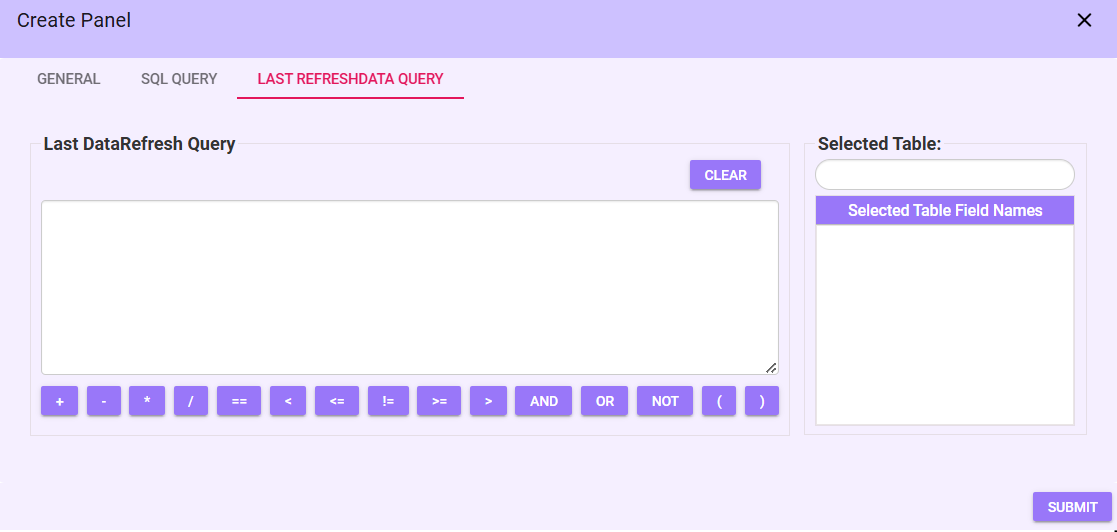 Create Panel
GENERAL SQL QUERY LAST REFRESHDATA QUERY
Last DataRefresh Query
CLEAR
+ - * / == < <= != >= > AND OR NOT ( )
Selected Table:
Selected Table Field Names
SUBMIT